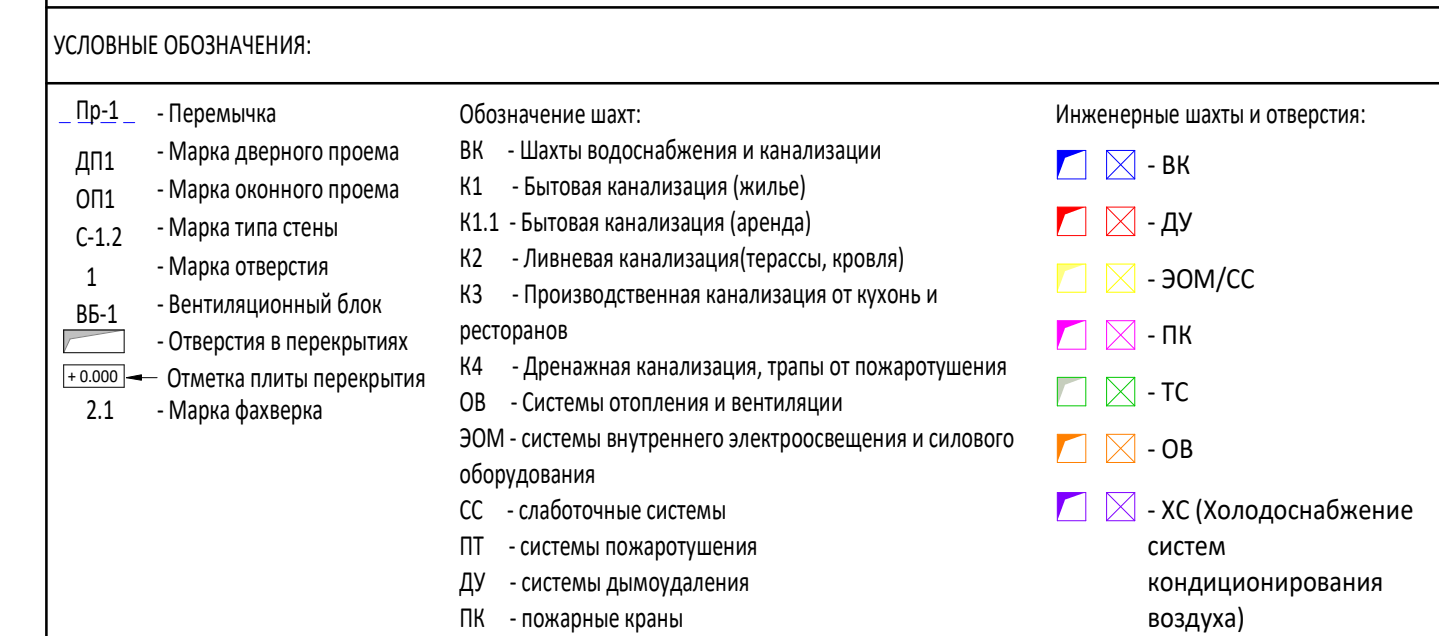 УСЛОВНЫЕ ОБОЗНАЧЕНИЯ:
Пр-1 - Перемычка
ДП1 - Марка дверного проема
ОП1 - Марка оконного проема
С-1.2 - Марка типа стены
1 - Марка отверстия
ВБ-1 - Вентиляционный блок
- Отверстия в перекрытиях
+ 0.000 Отметка плиты перекрытия
2.1 - Марка фахверка
Обозначение шахт:
ВК - Шахты водоснабжения и канализации
К1 - Бытовая канализация (жилье)
К1.1 - Бытовая канализация (аренда)
К2 - Ливневая канализация(терассы, кровля)
К3 - Производственная канализация от кухонь и
ресторанов
К4 - Дренажная канализация, трапы от пожаротушения
ОВ - Системы отопления и вентиляции
ЭОМ - системы внутреннего электроосвещения и силового
оборудования
СС - слаботочные системы
ПТ - системы пожаротушения
ДУ - системы дымоудаления
ПК - пожарные краны
Инженерные шахты и отверстия:
- ВК
- ДУ
- ЭОМ/СС
- ПК
- ТС
- ОВ
- ХС (Холодоснабжение
систем
кондиционирования
воздуха)